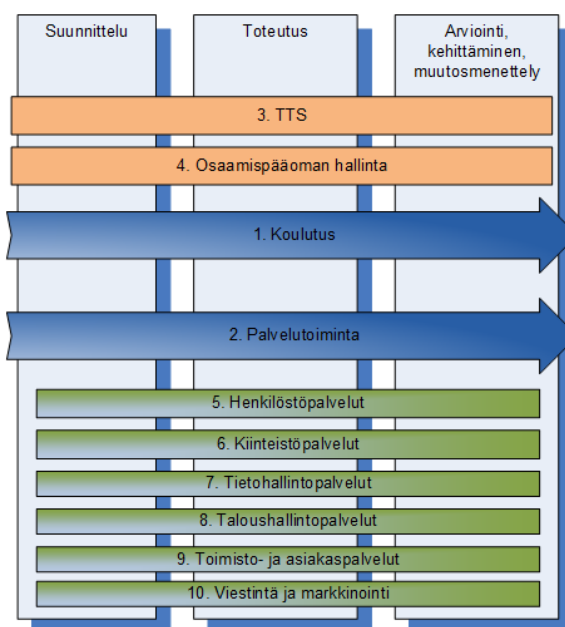 Suunnittelu
Toteutus
Arviointi,
kehittäminen,
muutosmenettely
3. TTS
4. Osaamispääoman hallinta
1. Koulutus
2. Palvelutoiminta
5. Henkilöstöpalvelut
6. Kiinteistöpalvelut
7. Tietohallintopalvelut
8. Taloushallintopalvelut
9. Toimisto- ja asiakaspalvelut
10. Viestintä ja markkinointi